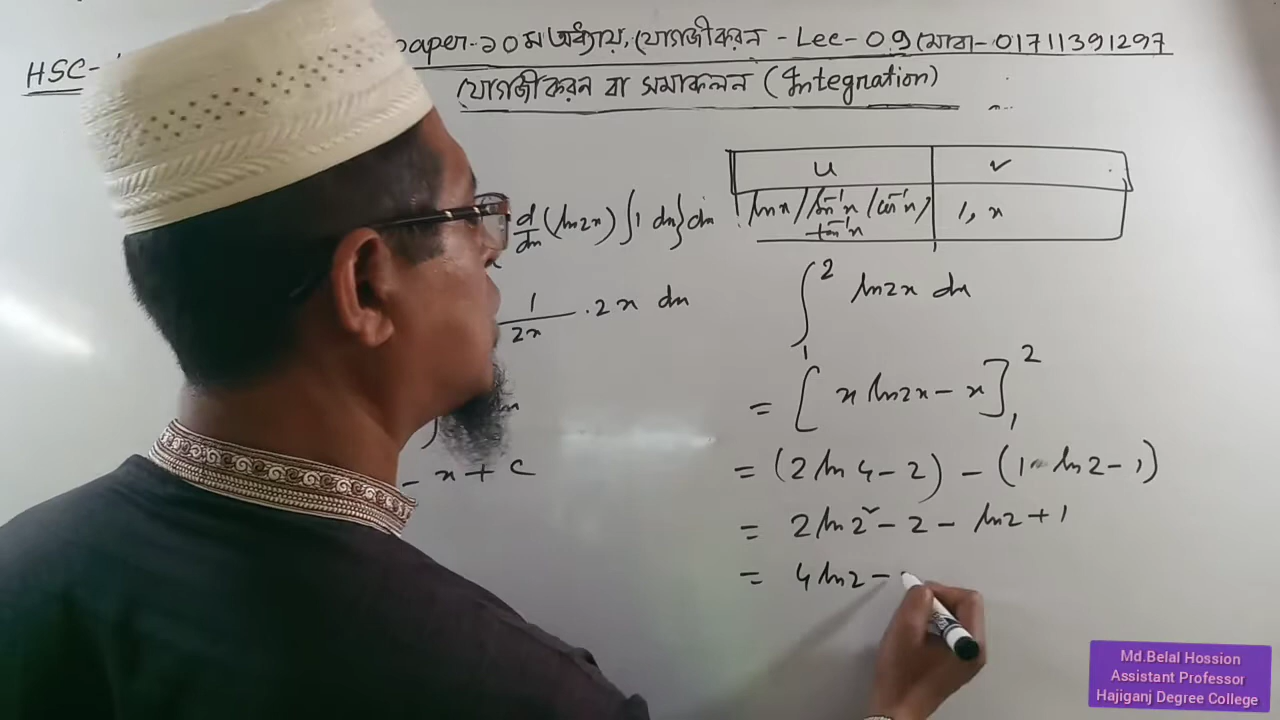 HSC- paper-১০ম অধ্যায়, যোগজীকরন - Lec- 09 (মোবা- 01711391297
যোগজীকরন বা সমাকলন (Integration)
u v
lnx / sin⁻¹x / cos⁻¹x / tan⁻¹x 1, x
d/dx (ln2x) ∫1 dx} dx
1/2x · 2x dx
- x + c
∫₁² ln2x dx
= [x ln2x - x]₁²
= (2 ln 4 - 2) - (1 · ln2 - 1)
= 2 ln 2² - 2 - ln2 + 1
= 4 ln2 -
Md.Belal Hossion
Assistant Professor
Hajiganj Degree College